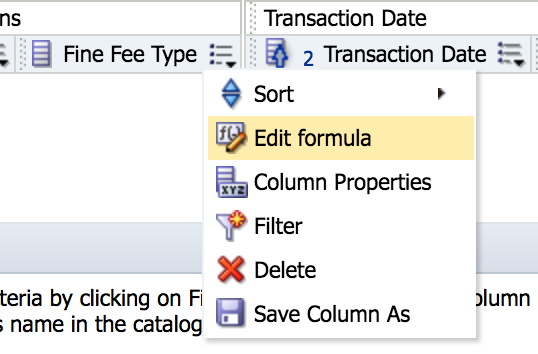 ns
Transaction Date
Fine Fee Type
2 Transaction Date
Sort
Edit formula
Column Properties
Filter
Delete
Save Column As
teria by clicking on Fi
olumn
s name in the catalog